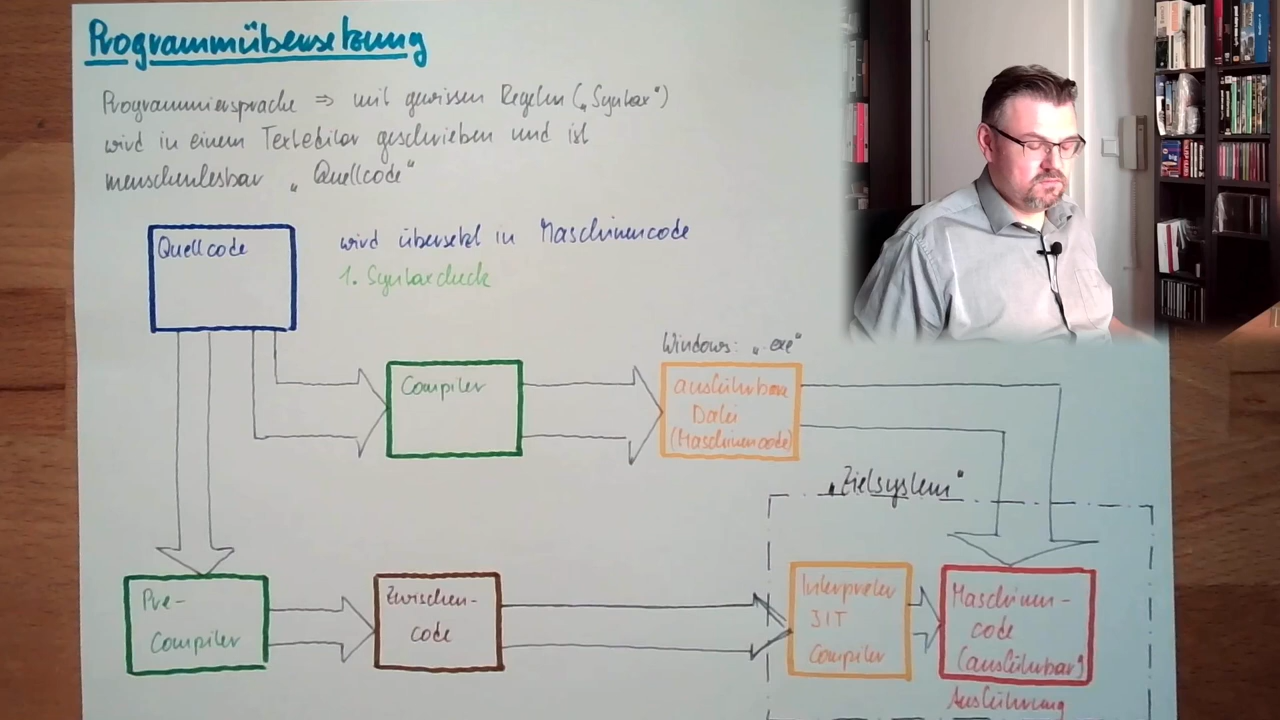 Programmübersetzung
Programmiersprache ⇒ mit gewissen Regeln („Syntax“)
wird in einem Texteditor geschrieben und ist
menschenlesbar „Quellcode“
Quellcode
wird übersetzt in Maschinencode
1. Syntaxcheck
Windows: „.exe“
Compiler
ausführbare
Datei
(Maschinencode)
„Zielsystem“
Pre-
Compiler
Zwischen-
code
Interpreter
JIT
Compiler
Maschinen-
code
(ausführbar)
Ausführung